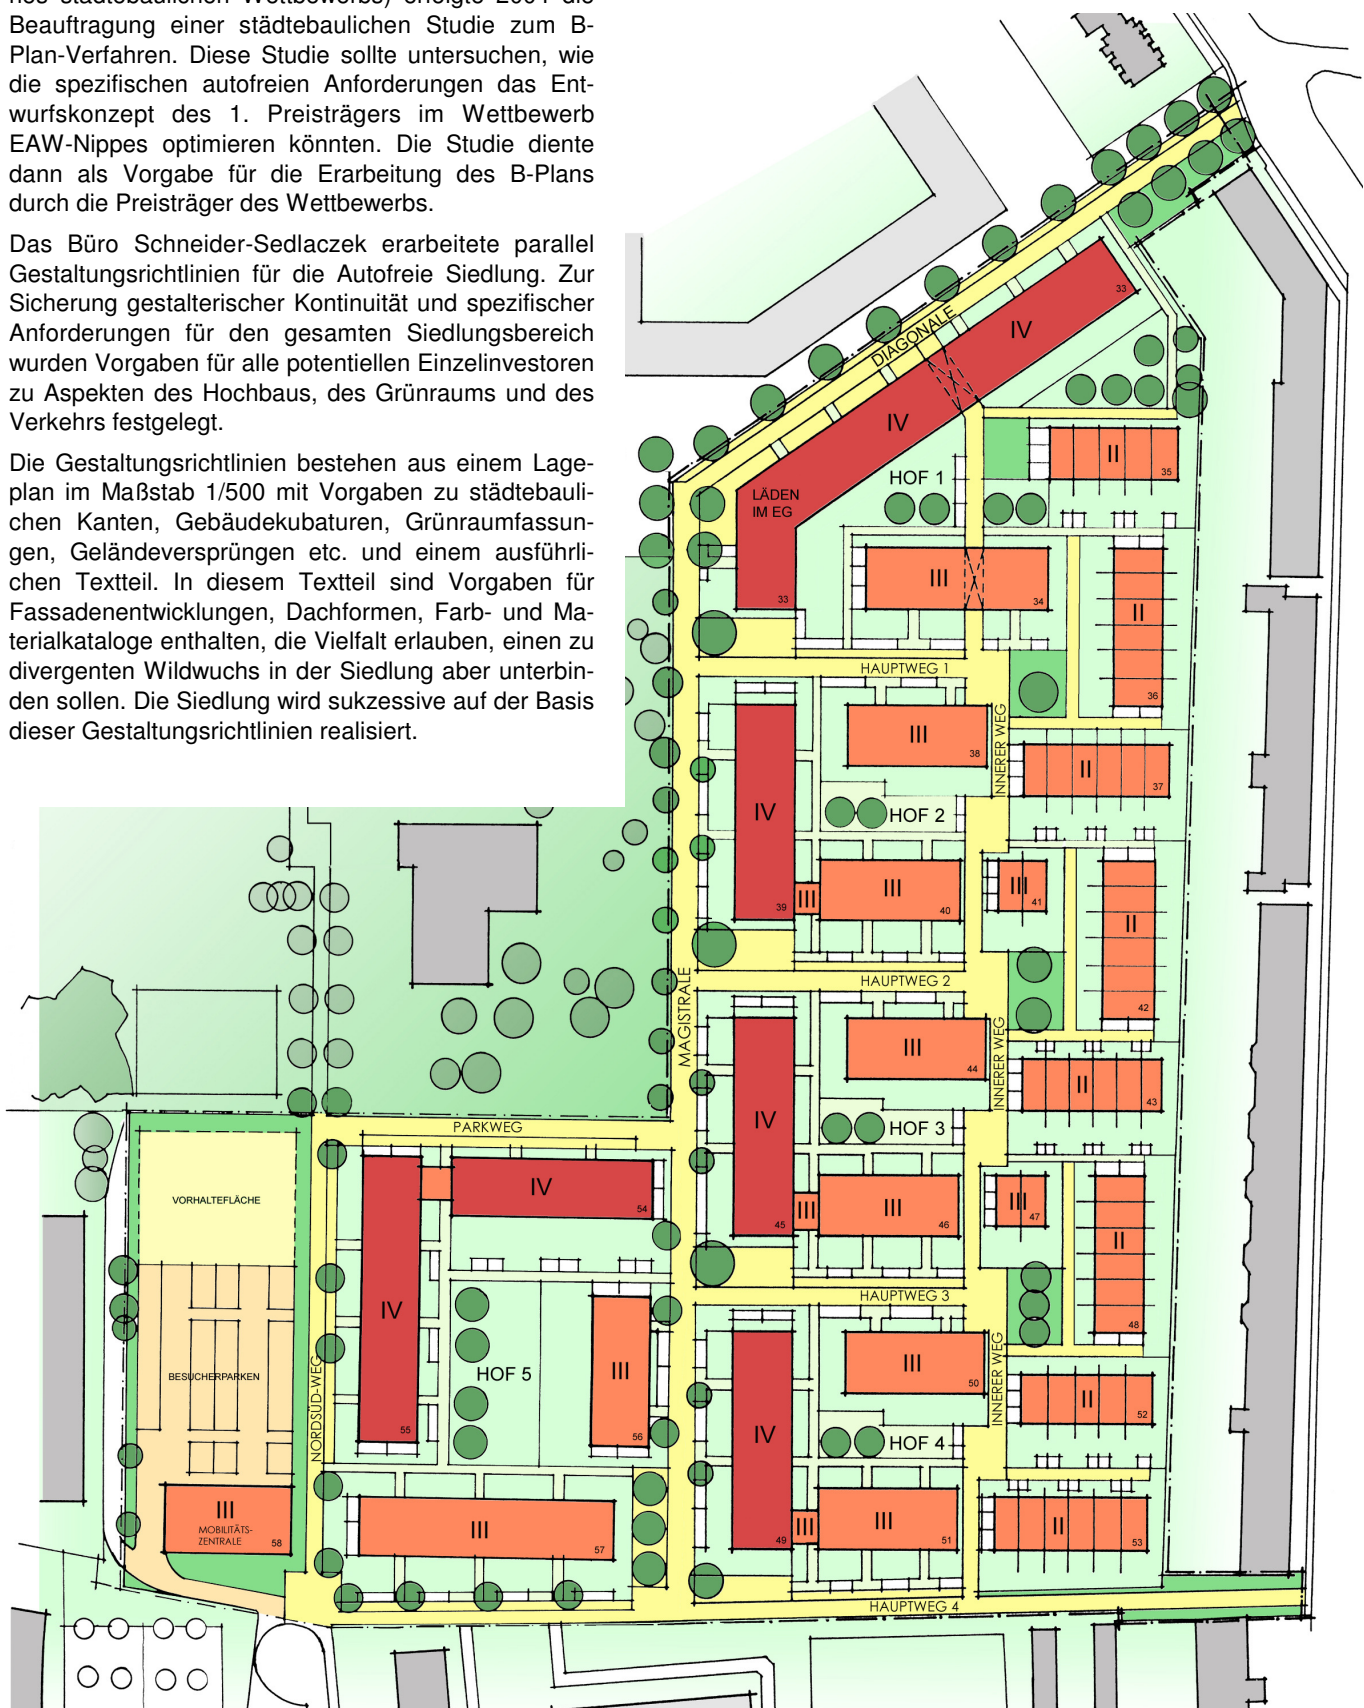 nes städtebaulichen Wettbewerbs) erfolgte 2004 die
Beauftragung einer städtebaulichen Studie zum B-
Plan-Verfahren. Diese Studie sollte untersuchen, wie
die spezifischen autofreien Anforderungen das Ent-
wurfskonzept des 1. Preisträgers im Wettbewerb
EAW-Nippes optimieren könnten. Die Studie diente
dann als Vorgabe für die Erarbeitung des B-Plans
durch die Preisträger des Wettbewerbs.
Das Büro Schneider-Sedlaczek erarbeitete parallel
Gestaltungsrichtlinien für die Autofreie Siedlung. Zur
Sicherung gestalterischer Kontinuität und spezifischer
Anforderungen für den gesamten Siedlungsbereich
wurden Vorgaben für alle potentiellen Einzelinvestoren
zu Aspekten des Hochbaus, des Grünraums und des
Verkehrs festgelegt.
Die Gestaltungsrichtlinien bestehen aus einem Lage-
plan im Maßstab 1/500 mit Vorgaben zu städtebauli-
chen Kanten, Gebäudekubaturen, Grünraumfassun-
gen, Geländeversprüngen etc. und einem ausführli-
chen Textteil. In diesem Textteil sind Vorgaben für
Fassadenentwicklungen, Dachformen, Farb- und Ma-
terialkataloge enthalten, die Vielfalt erlauben, einen zu
divergenten Wildwuchs in der Siedlung aber unterbin-
den sollen. Die Siedlung wird sukzessive auf der Basis
dieser Gestaltungsrichtlinien realisiert.
33
IV
DIAGONALE
IV
II
35
HOF 1
LÄDEN
IM EG
33
III
34
II
36
HAUPTWEG 1
III
38
INNERER WEG
II
37
IV
39
HOF 2
III
III
40
III
41
II
42
HAUPTWEG 2
MAGISTRALE
III
44
INNERER WEG
II
43
IV
45
HOF 3
III
III
46
III
47
II
48
HAUPTWEG 3
III
50
INNERER WEG
II
52
IV
49
HOF 4
III
III
51
II
53
HAUPTWEG 4
PARKWEG
IV
54
VORHALTEFLÄCHE
IV
55
HOF 5
III
56
BESUCHERPARKEN
NORDSÜD-WEG
III
MOBILITÄTS-
ZENTRALE
58
III
57